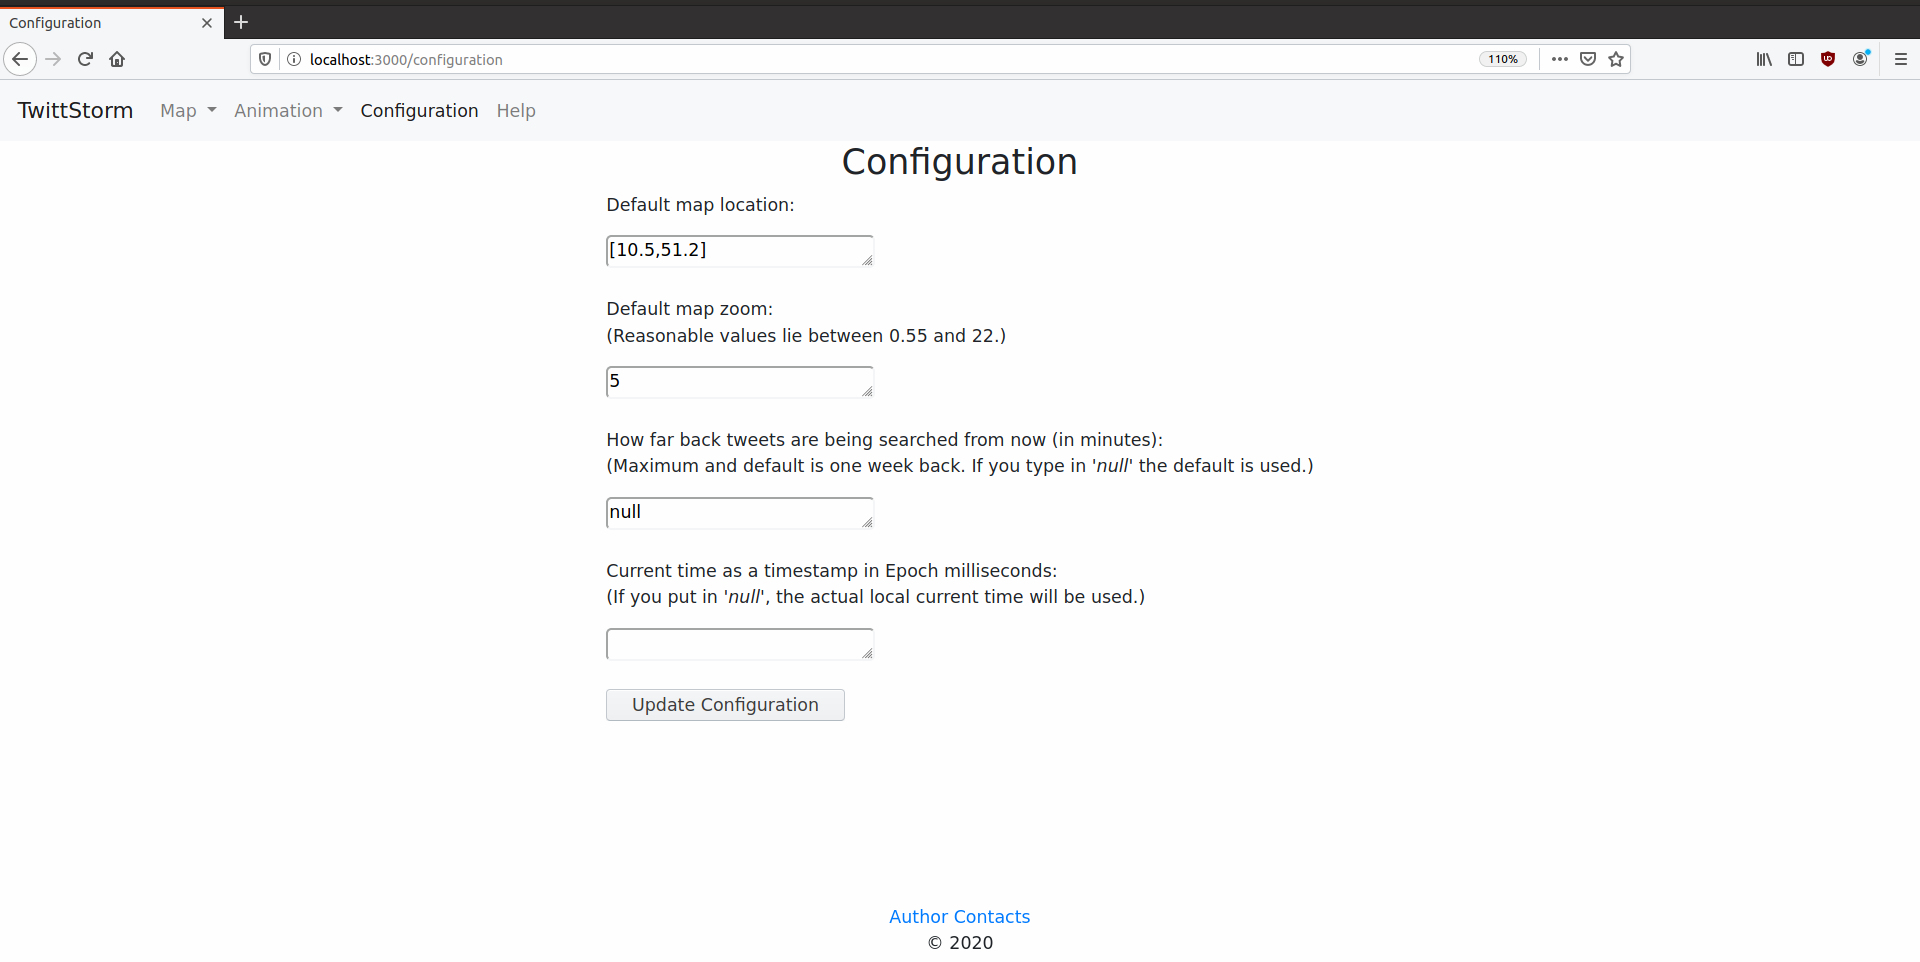 Configuration
localhost:3000/configuration
110%
TwittStorm Map Animation Configuration Help
Configuration
Default map location:
[10.5,51.2]
Default map zoom:
(Reasonable values lie between 0.55 and 22.)
5
How far back tweets are being searched from now (in minutes):
(Maximum and default is one week back. If you type in 'null' the default is used.)
null
Current time as a timestamp in Epoch milliseconds:
(If you put in 'null', the actual local current time will be used.)
Update Configuration
Author Contacts
© 2020